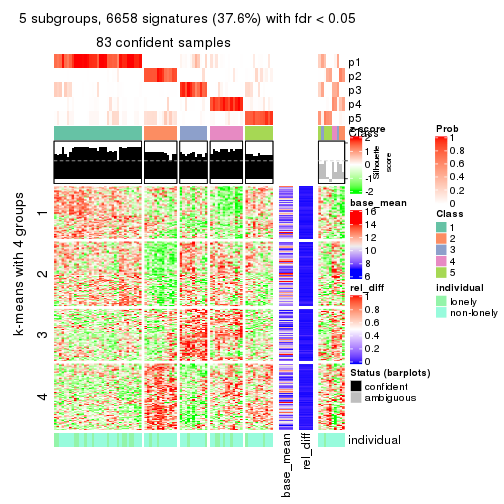 5 subgroups, 6658 signatures (37.6%) with fdr < 0.05
83 confident samples
p1
p2
p3
p4
p5
Class
z-score
2
1
0
-1
-2
Silhouette
score
k-means with 4 groups
1
2
3
4
base_mean
16
14
12
10
8
6
rel_diff
1
0.8
0.6
0.4
0.2
0
Status (barplots)
confident
ambiguous
individual
base_mean
rel_diff
Prob
1
0.8
0.6
0.4
0.2
0
Class
1
2
3
4
5
individual
lonely
non-lonely